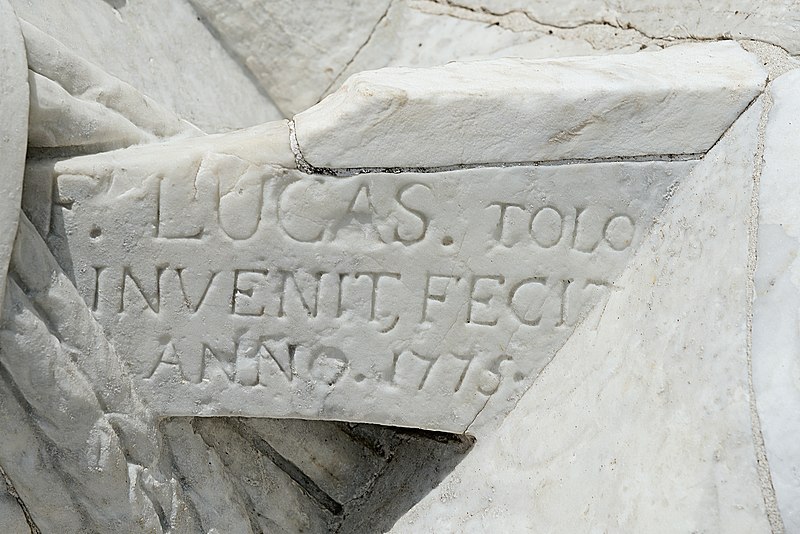 F. LUCAS. TOLO
INVENIT, FECIT
ANNO. 1775.